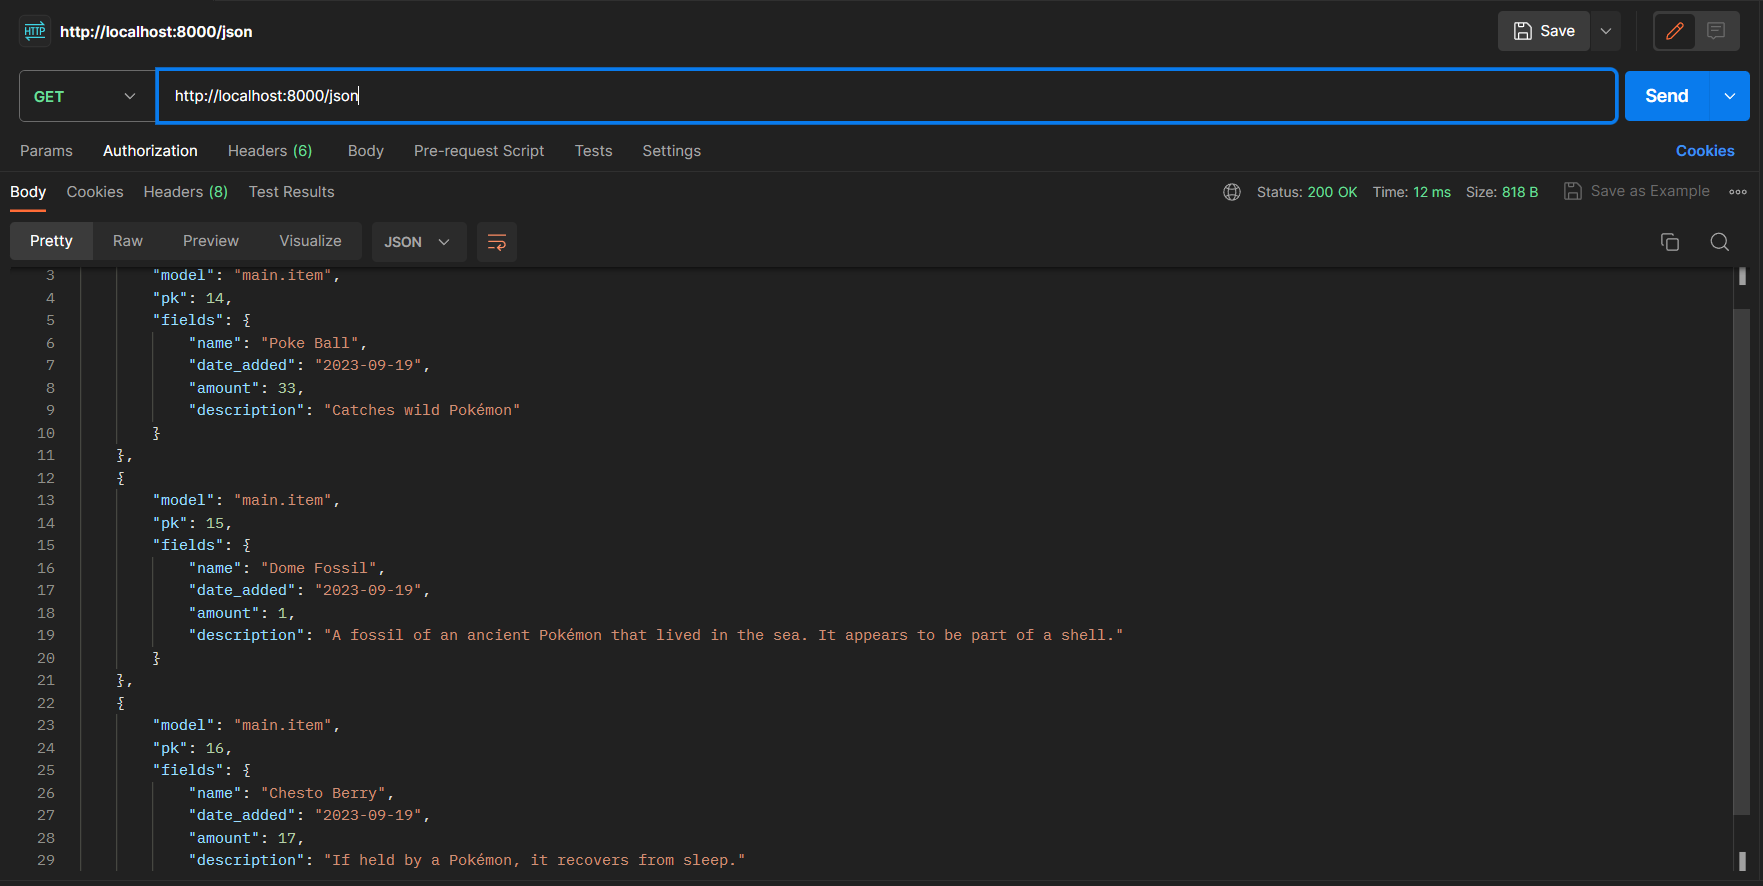 HTTP http://localhost:8000/json Save
GET http://localhost:8000/json Send
Params Authorization Headers (6) Body Pre-request Script Tests Settings Cookies
Body Cookies Headers (8) Test Results Status: 200 OK Time: 12 ms Size: 818 B Save as Example
Pretty Raw Preview Visualize JSON
3 "model": "main.item",
4 "pk": 14,
5 "fields": {
6 "name": "Poke Ball",
7 "date_added": "2023-09-19",
8 "amount": 33,
9 "description": "Catches wild Pokémon"
10 }
11 },
12 {
13 "model": "main.item",
14 "pk": 15,
15 "fields": {
16 "name": "Dome Fossil",
17 "date_added": "2023-09-19",
18 "amount": 1,
19 "description": "A fossil of an ancient Pokémon that lived in the sea. It appears to be part of a shell."
20 }
21 },
22 {
23 "model": "main.item",
24 "pk": 16,
25 "fields": {
26 "name": "Chesto Berry",
27 "date_added": "2023-09-19",
28 "amount": 17,
29 "description": "If held by a Pokémon, it recovers from sleep."